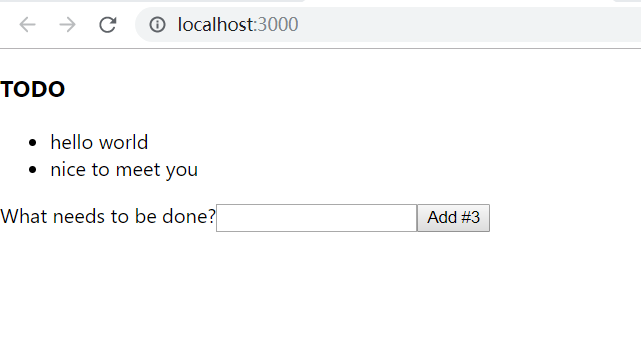 localhost:3000
TODO
hello world
nice to meet you
What needs to be done? Add #3